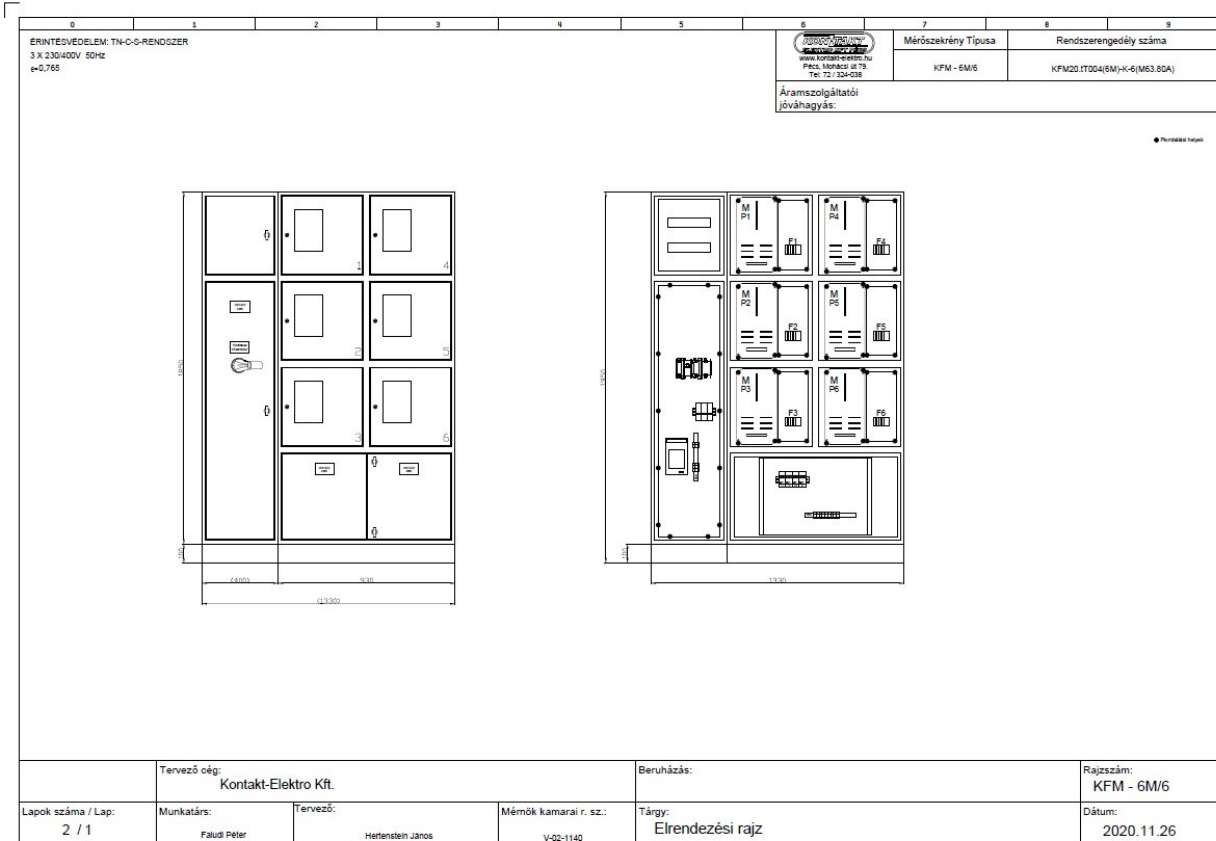 0 1 2 3 4 5 6 7 8 9
ÉRINTÉSVÉDELEM: TN-C-S-RENDSZER
3 X 230/400V 50Hz
e=0,765
KONTAKT
www.kontakt-elektro.hu
Pécs, Mohácsi út 79.
Tel: 72 / 324-038
Mérőszekrény Típusa
Rendszerengedély száma
KFM - 6M/6
KFM20.tT004(6M)-K-6(M63.80A)
Áramszolgáltatói
jóváhagyás:
Plombálási helyek
1 4
2 5
3 6
1850
100
(400) 930
(1330)
M P1 F1
M P4 F4
M P2 F2
M P5 F5
M P3 F3
M P6 F6
1950
100
1330
Tervező cég:
Kontakt-Elektro Kft.
Beruházás:
Rajzszám:
KFM - 6M/6
Lapok száma / Lap:
2 / 1
Munkatárs:
Faludi Péter
Tervező:
Hertenstein János
Mérnök kamarai r. sz.:
V-02-1140
Tárgy:
Elrendezési rajz
Dátum:
2020.11.26